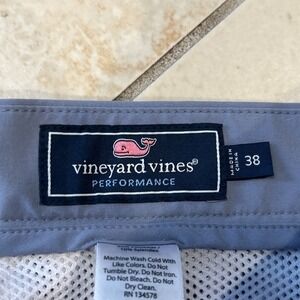 vineyard vines®
PERFORMANCE
MADE IN
CHINA
38
Machine Wash Cold With
Like Colors. Do Not
Tumble Dry. Do Not Iron.
Do Not Bleach. Do Not
Dry Clean.
RN 134578